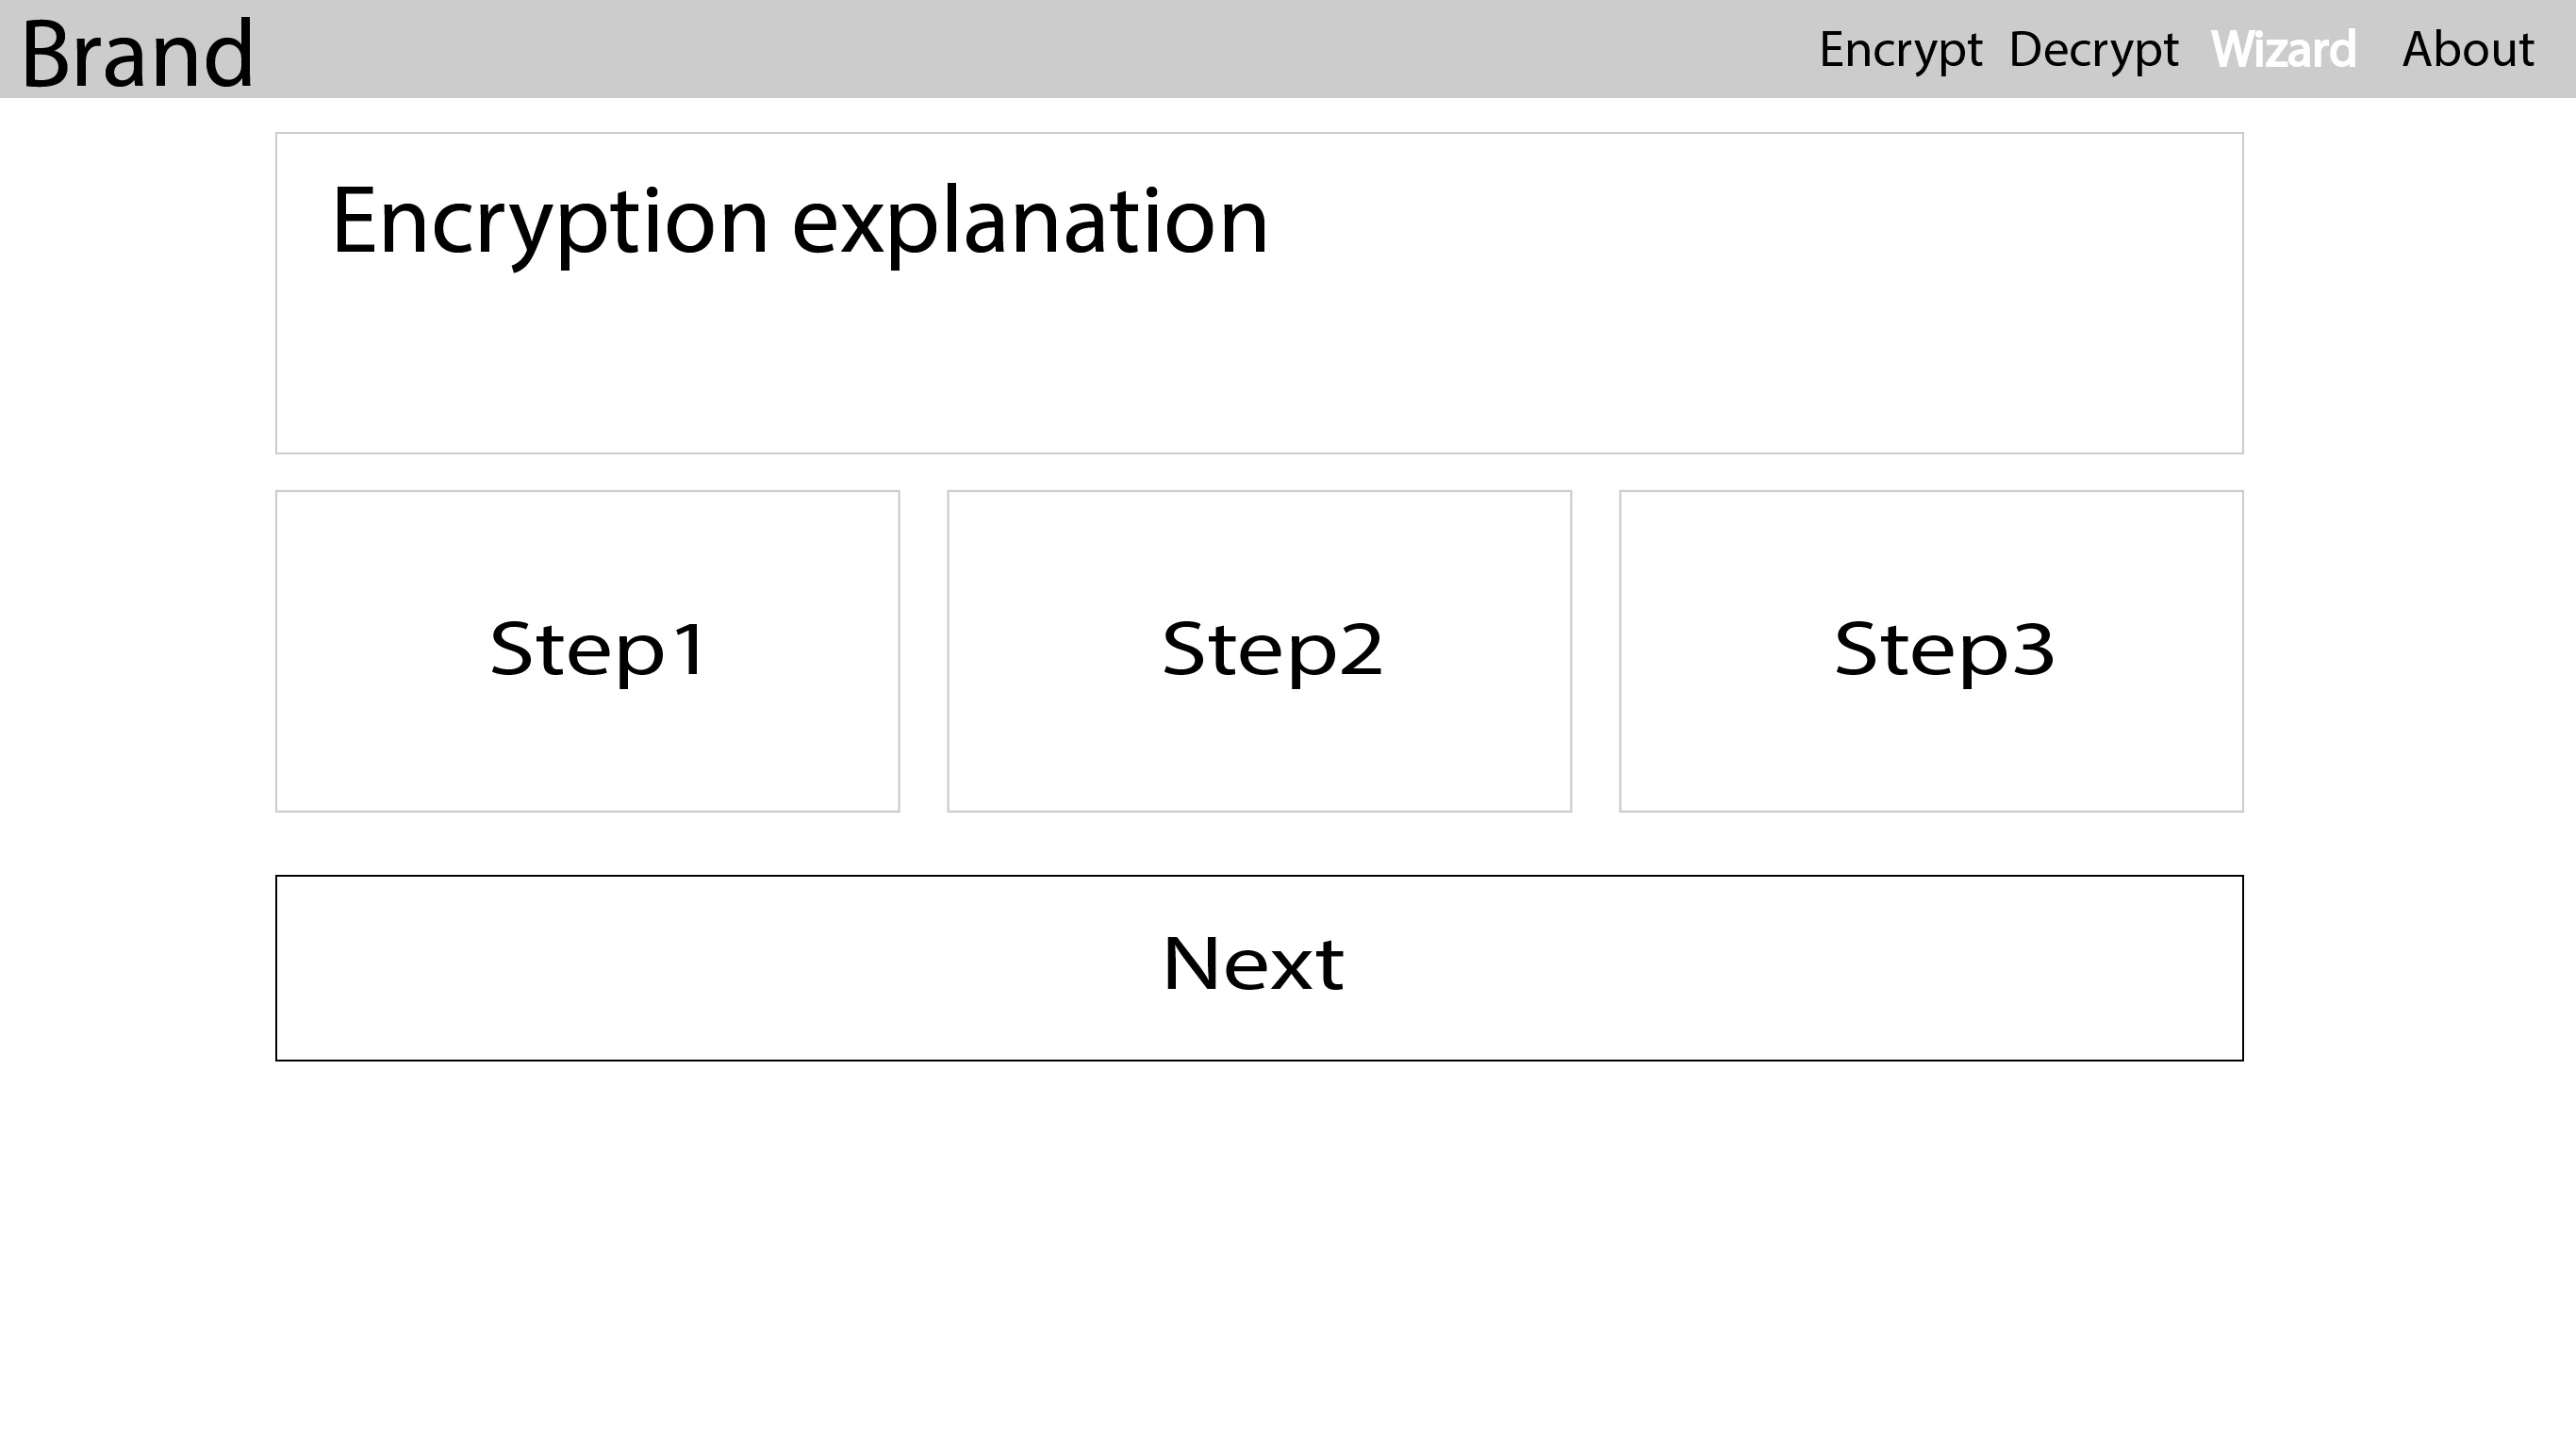 Brand
Encrypt Decrypt Wizard About
Encryption explanation
Step1
Step2
Step3
Next